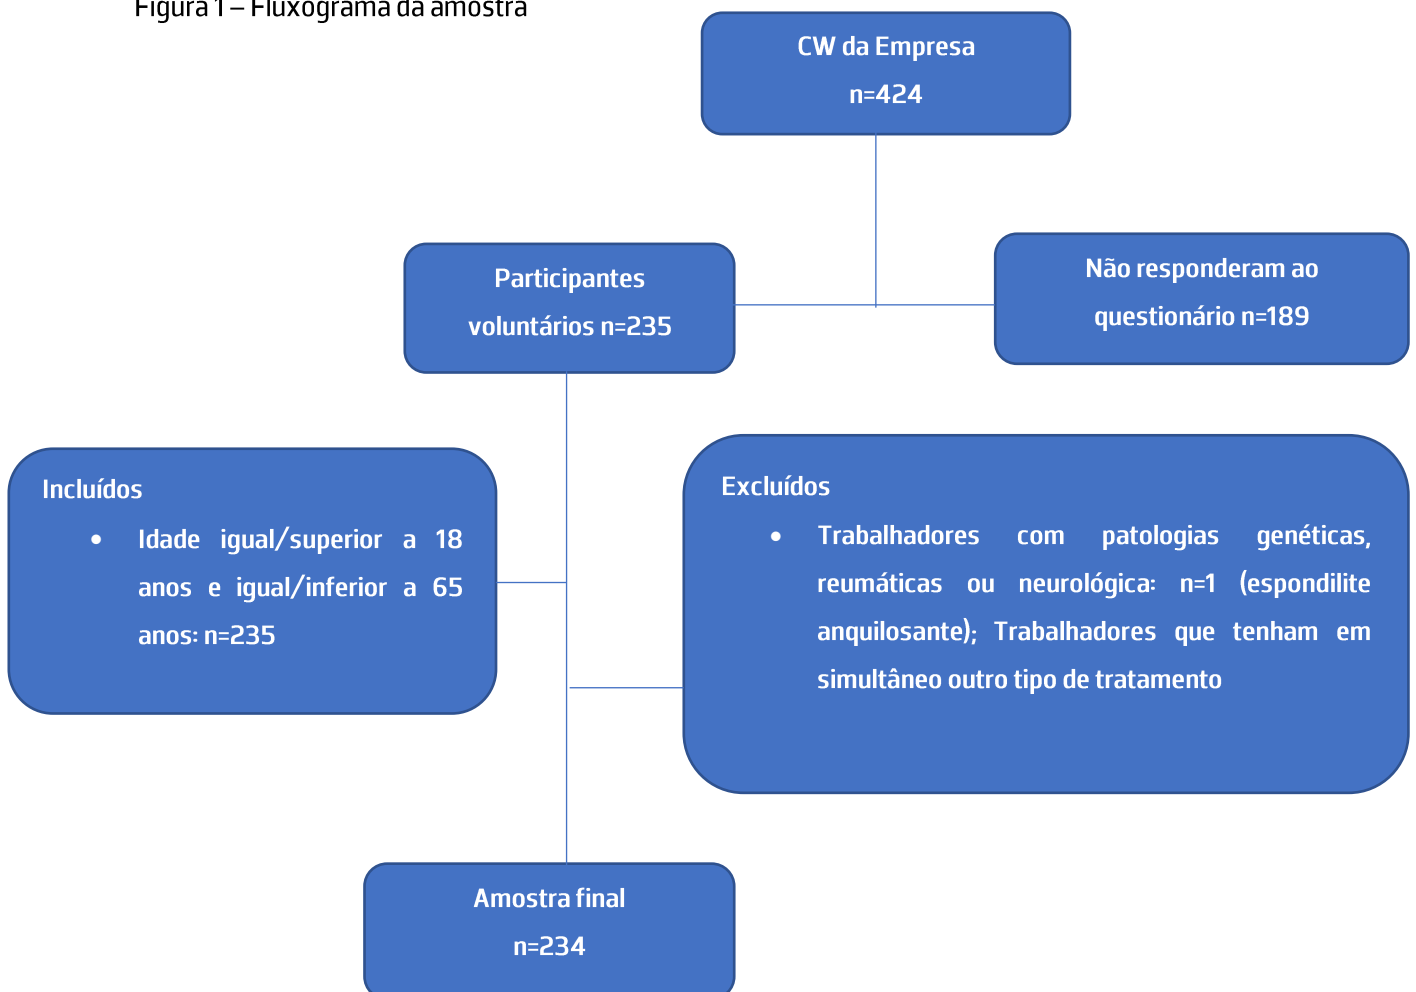 Figura 1 – Fluxograma da amostra
CW da Empresa
n=424
Participantes
voluntários n=235
Não responderam ao
questionário n=189
Incluídos
• Idade igual/superior a 18
anos e igual/inferior a 65
anos: n=235
Excluídos
• Trabalhadores com patologias genéticas,
reumáticas ou neurológica: n=1 (espondilite
anquilosante); Trabalhadores que tenham em
simultâneo outro tipo de tratamento
Amostra final
n=234